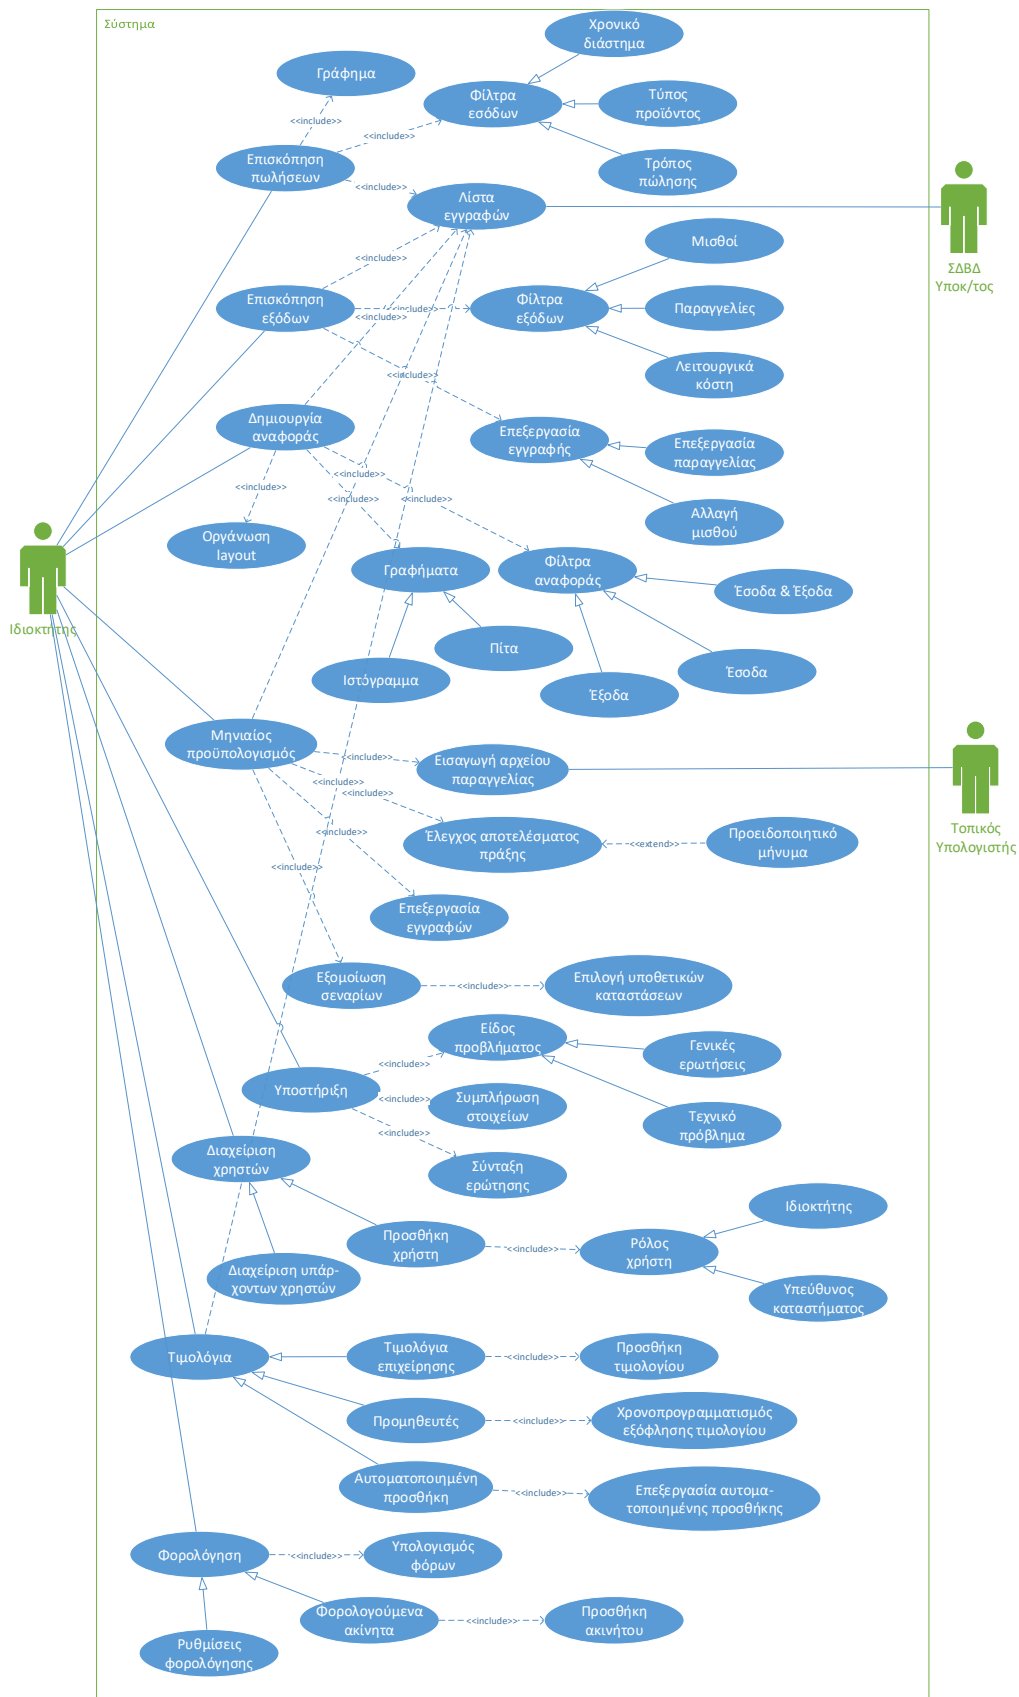 Σύστημα
Χρονικό
διάστημα
Γράφημα
Φίλτρα
εσόδων
Τύπος
προϊόντος
<<include>>
<<include>>
Επισκόπηση
πωλήσεων
Τρόπος
πώλησης
<<include>>
Λίστα
εγγραφών
Μισθοί
<<include>>
ΣΔΒΔ
Υποκ/τος
Επισκόπηση
εξόδων
<<include>>
<<include>>
Φίλτρα
εξόδων
Παραγγελίες
<<include>>
Λειτουργικά
κόστη
Δημιουργία
αναφοράς
Επεξεργασία
εγγραφής
Επεξεργασία
παραγγελίας
<<include>>
<<include>>
<<include>>
<<include>>
Αλλαγή
μισθού
Οργάνωση
layout
Γραφήματα
Φίλτρα
αναφοράς
Έσοδα & Έξοδα
Ιδιοκτήτης
Πίτα
Έσοδα
Ιστόγραμμα
Έξοδα
Μηνιαίος
προϋπολογισμός
<<include>>
Εισαγωγή αρχείου
παραγγελίας
<<include>>
<<include>>
Τοπικός
Υπολογιστής
<<include>>
Έλεγχος αποτελέσματος
πράξης
<<extend>>
Προειδοποιητικό
μήνυμα
<<include>>
Επεξεργασία
εγγραφών
Εξομοίωση
σεναρίων
<<include>>
Επιλογή υποθετικών
καταστάσεων
Είδος
προβλήματος
Γενικές
ερωτήσεις
<<include>>
Υποστήριξη
<<include>>
Συμπλήρωση
στοιχείων
Τεχνικό
πρόβλημα
<<include>>
Διαχείριση
χρηστών
Σύνταξη
ερώτησης
Ιδιοκτήτης
Προσθήκη
χρήστη
<<include>>
Ρόλος
χρήστη
Διαχείριση υπάρ-
χοντων χρηστών
Υπεύθυνος
καταστήματος
Τιμολόγια
Τιμολόγια
επιχείρησης
<<include>>
Προσθήκη
τιμολογίου
Προμηθευτές
<<include>>
Χρονοπρογραμματισμός
εξόφλησης τιμολογίου
Αυτοματοποιημένη
προσθήκη
<<include>>
Επεξεργασία αυτομα-
τοποιημένης προσθήκης
Φορολόγηση
<<include>>
Υπολογισμός
φόρων
Φορολογούμενα
ακίνητα
<<include>>
Προσθήκη
ακινήτου
Ρυθμίσεις
φορολόγησης